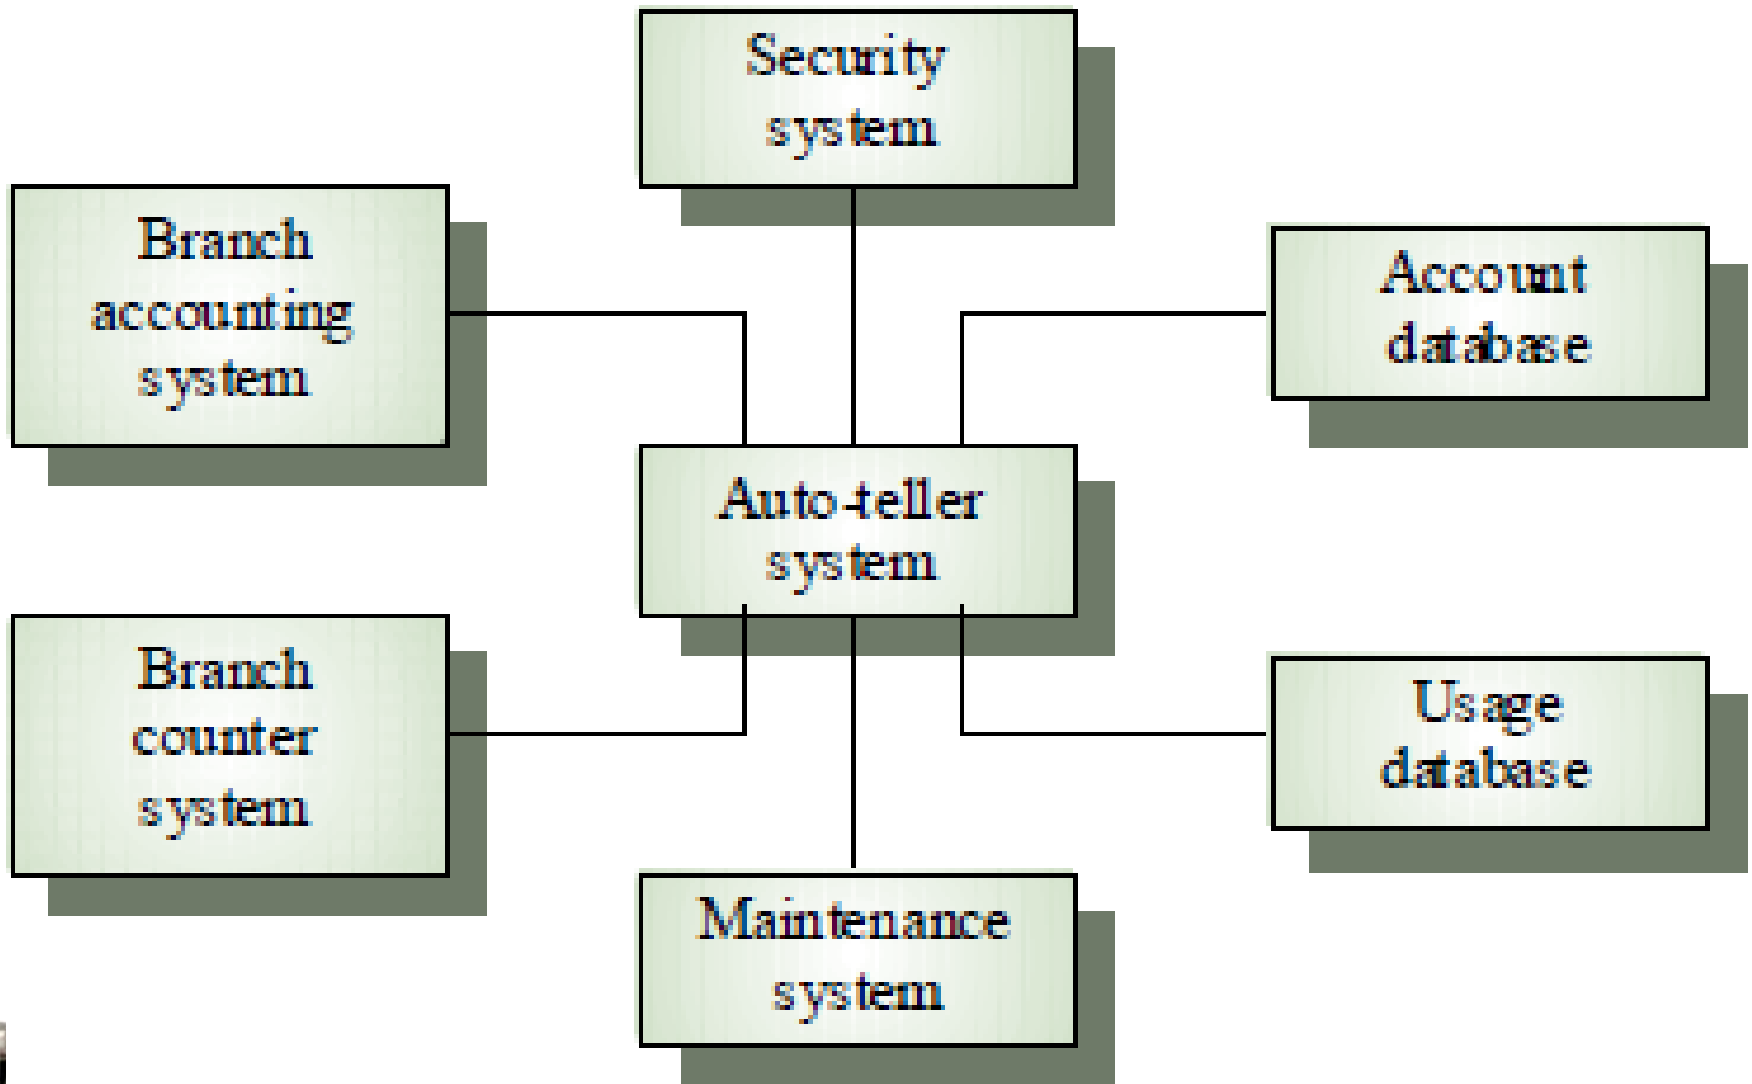 Security
system
Branch
accounting
system
Account
database
Auto-teller
system
Branch
counter
system
Usage
database
Maintenance
system